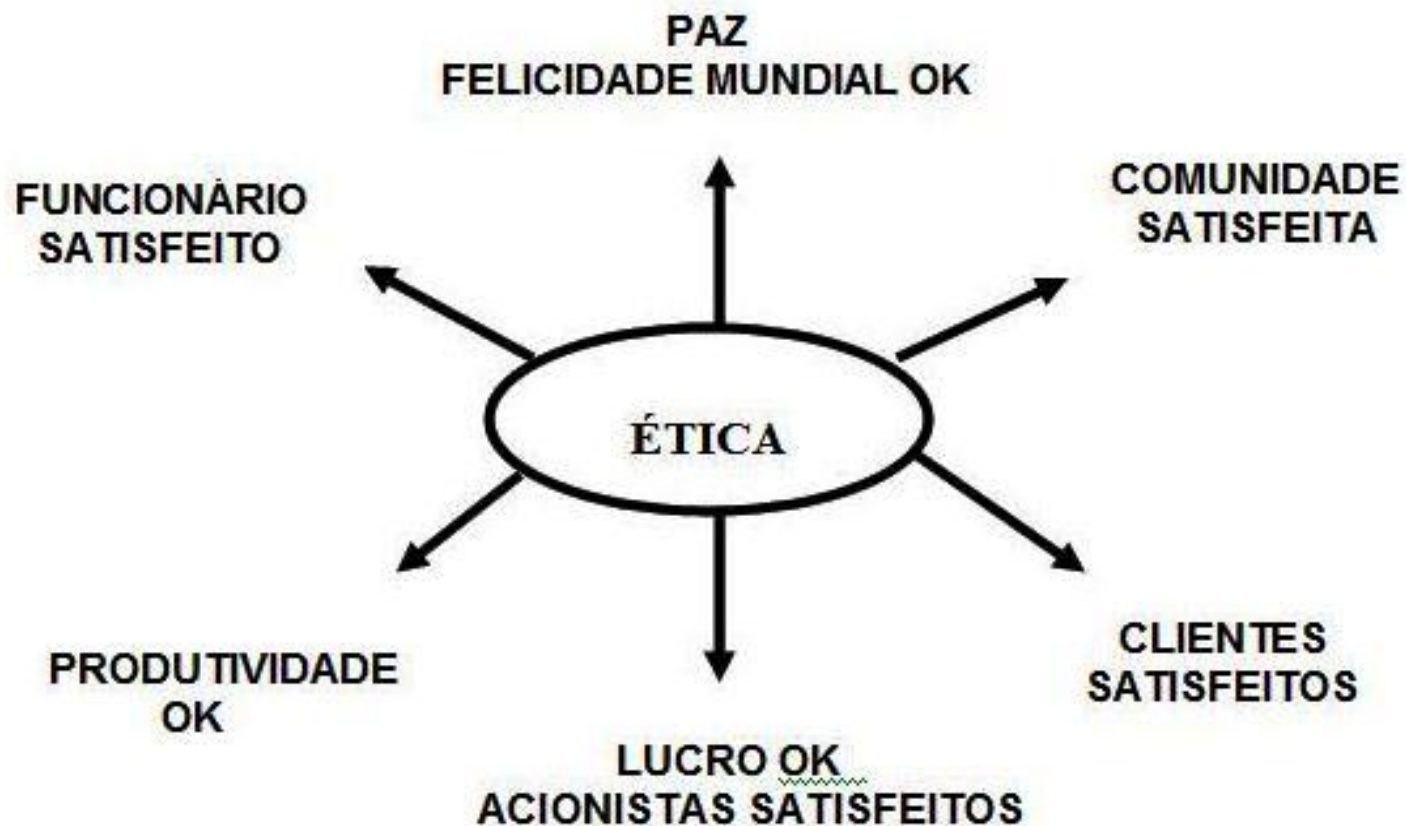 PAZ
FELICIDADE MUNDIAL OK
FUNCIONÁRIO
SATISFEITO
COMUNIDADE
SATISFEITA
ÉTICA
PRODUTIVIDADE
OK
CLIENTES
SATISFEITOS
LUCRO OK
ACIONISTAS SATISFEITOS